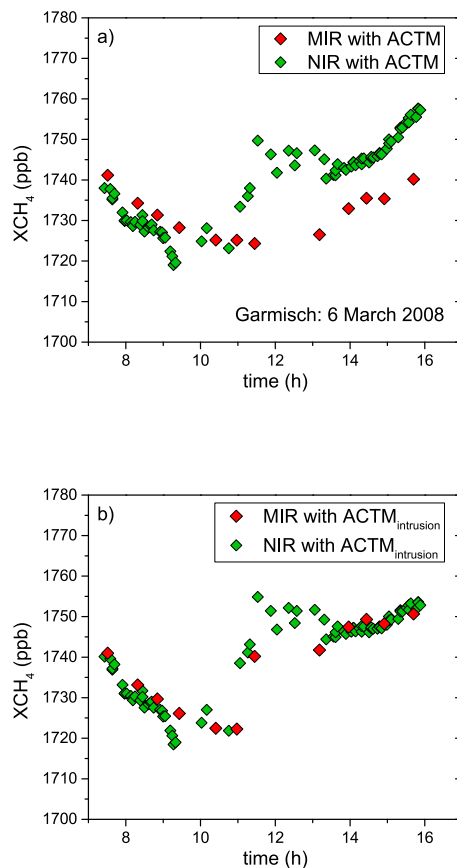 a)
MIR with ACTM
NIR with ACTM
1780
1770
1760
1750
1740
1730
1720
1710
1700
XCH₄ (ppb)
Garmisch: 6 March 2008
8 10 12 14 16
time (h)
b)
MIR with ACTMintrusion
NIR with ACTMintrusion
1780
1770
1760
1750
1740
1730
1720
1710
1700
XCH₄ (ppb)
8 10 12 14 16
time (h)